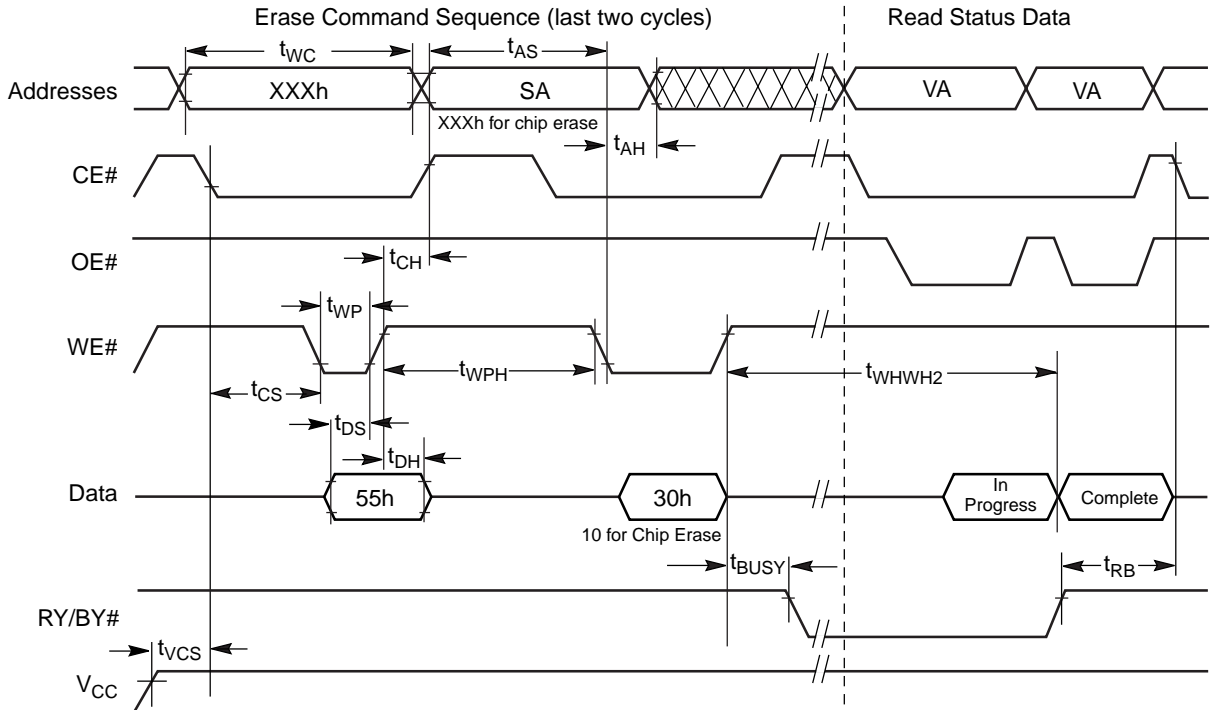 Erase Command Sequence (last two cycles) Read Status Data
tWC tAS
Addresses XXXh SA VA VA
XXXh for chip erase
tAH
CE#
OE#
tCH
tWP
WE#
tWPH tWHWH2
tCS
tDS
tDH
Data 55h 30h In Progress Complete
10 for Chip Erase
tBUSY tRB
RY/BY#
tVCS
VCC